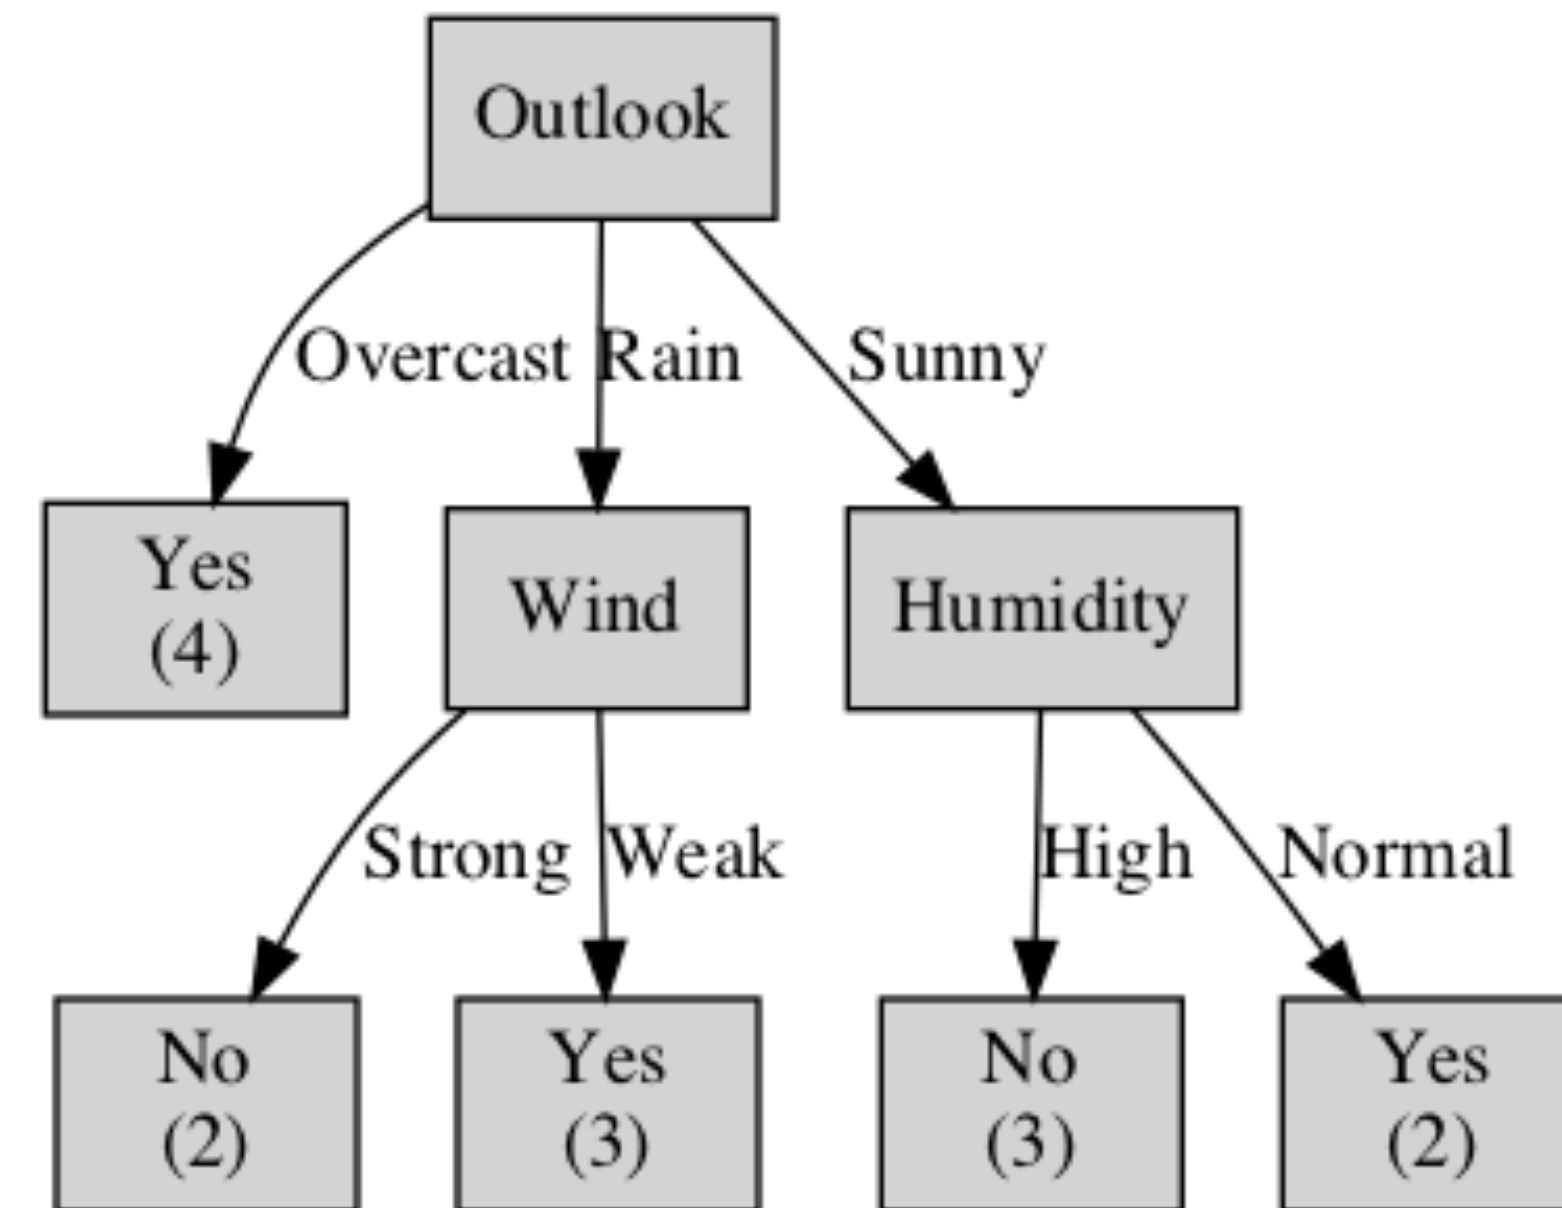 Outlook
Overcast
Rain
Sunny
Yes
(4)
Wind
Humidity
Strong
Weak
High
Normal
No
(2)
Yes
(3)
No
(3)
Yes
(2)